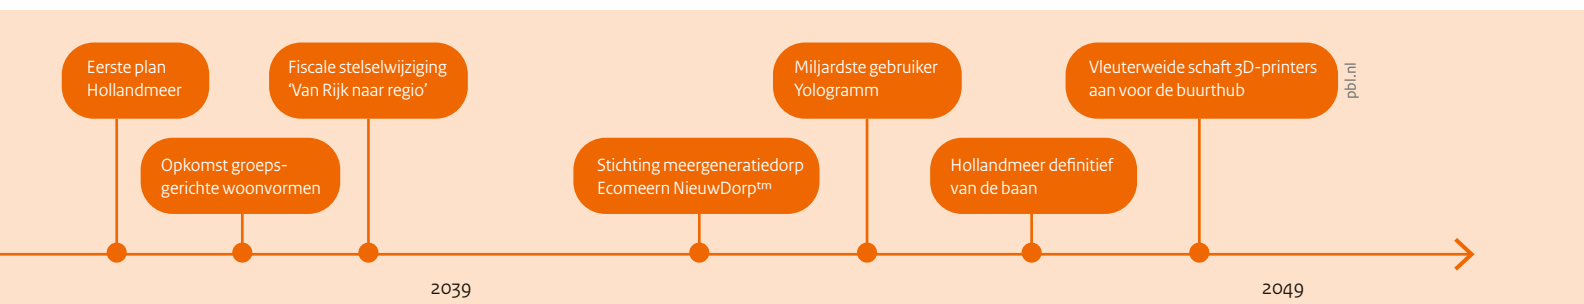 Eerste plan
Hollandmeer
Opkomst groeps-
gerichte woonvormen
Fiscale stelselwijziging
‘Van Rijk naar regio’
Stichting meergeneratiedorp
Ecomeern NieuwDorp™
Miljardste gebruiker
Yologramm
Hollandmeer definitief
van de baan
Vleuterweide schaft 3D-printers
aan voor de buurthub
pbl.nl
2039
2049